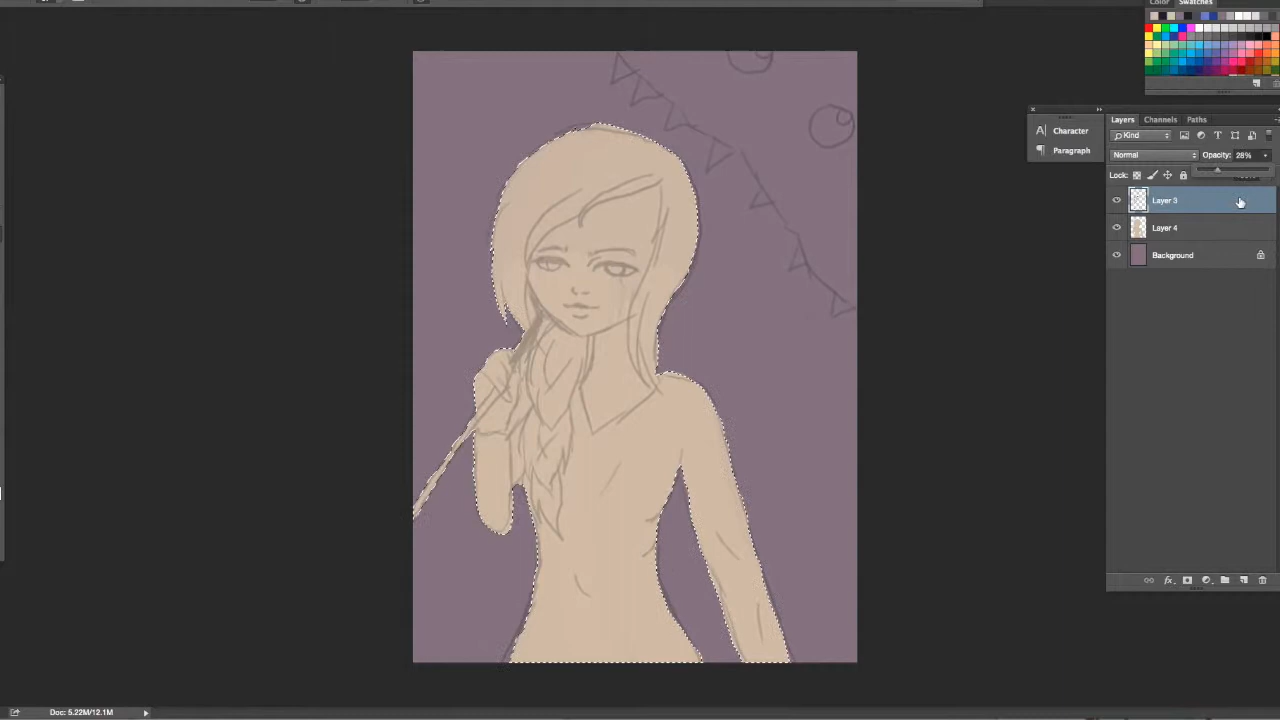 Color Swatches
Layers Channels Paths
Character
Kind
Paragraph
Normal Opacity: 28%
Lock:
Layer 3
Layer 4
Background
Doc: 5.22M/12.1M